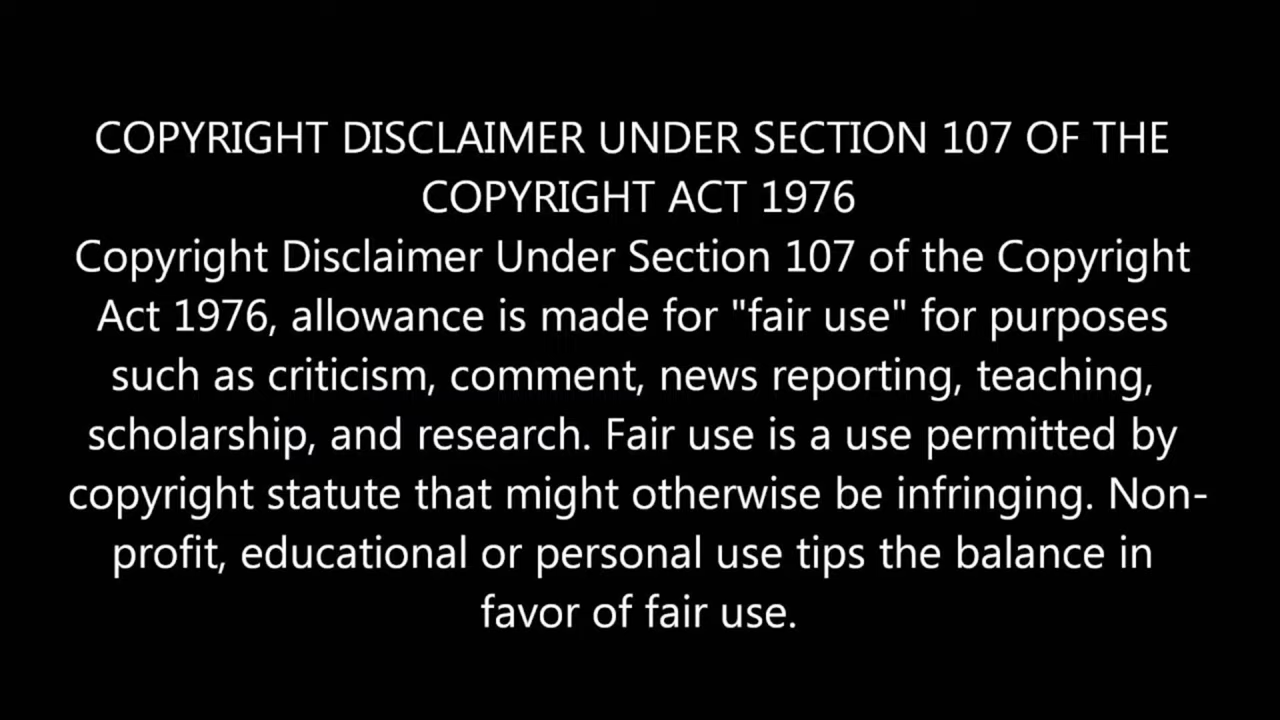 COPYRIGHT DISCLAIMER UNDER SECTION 107 OF THE
COPYRIGHT ACT 1976
Copyright Disclaimer Under Section 107 of the Copyright
Act 1976, allowance is made for "fair use" for purposes
such as criticism, comment, news reporting, teaching,
scholarship, and research. Fair use is a use permitted by
copyright statute that might otherwise be infringing. Non-
profit, educational or personal use tips the balance in
favor of fair use.